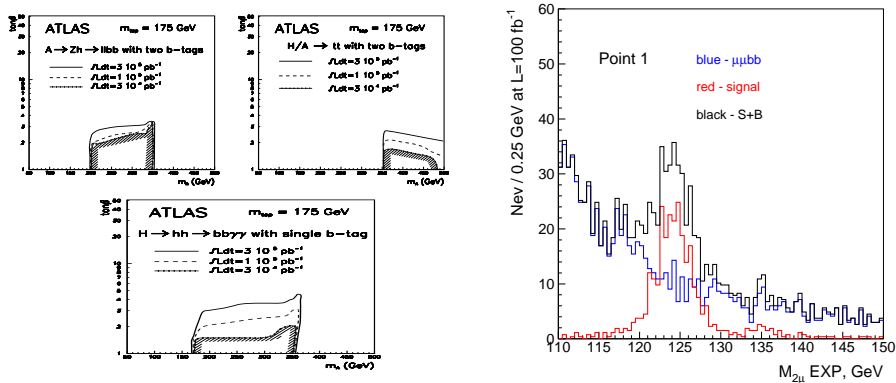 ATLAS
m_top = 175 GeV
A→Zh→llbb with two b-tags
∫Ldt=3 10⁵ pb⁻¹
∫Ldt=1 10⁵ pb⁻¹
∫Ldt=3 10⁴ pb⁻¹
m_A (GeV)
ATLAS
m_top = 175 GeV
H/A → tt with two b-tags
∫Ldt=3 10⁵ pb⁻¹
∫Ldt=1 10⁵ pb⁻¹
∫Ldt=3 10⁴ pb⁻¹
m_A (GeV)
tanβ
ATLAS
m_top = 175 GeV
H→hh→bbγγ with single b-tag
∫Ldt=3 10⁵ pb⁻¹
∫Ldt=1 10⁵ pb⁻¹
∫Ldt=3 10⁴ pb⁻¹
m_A (GeV)
Nev / 0.25 GeV at L=100 fb⁻¹
60
50
40
30
20
10
0
Point 1
blue - μμbb
red - signal
black - S+B
110 115 120 125 130 135 140 145 150
M₂μ EXP, GeV